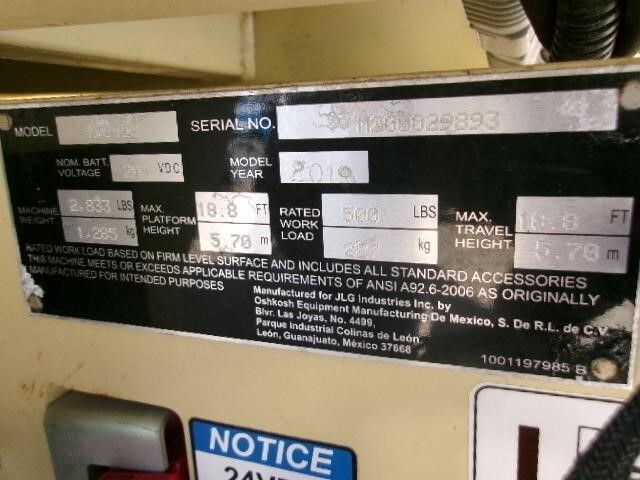 MODEL
SERIAL NO. M200029893
NOM. BATT. VOLTAGE VDC
MODEL YEAR 2019
MACHINE WEIGHT 2,833 LBS 1,285 kg
MAX. PLATFORM HEIGHT 18.8 FT 5.70 m
RATED WORK LOAD 500 LBS 227 kg
MAX. TRAVEL HEIGHT 18.8 FT 5.70 m
RATED WORK LOAD BASED ON FIRM LEVEL SURFACE AND INCLUDES ALL STANDARD ACCESSORIES
THIS MACHINE MEETS OR EXCEEDS APPLICABLE REQUIREMENTS OF ANSI A92.6-2006 AS ORIGINALLY
MANUFACTURED FOR INTENDED PURPOSES
Manufactured for JLG Industries Inc. by
Oshkosh Equipment Manufacturing De Mexico, S. De R.L. de C.V.
Blvr. Las Joyas, No. 4499,
Parque Industrial Colinas de León
León, Guanajuato, México 37668
1001197985 B
NOTICE